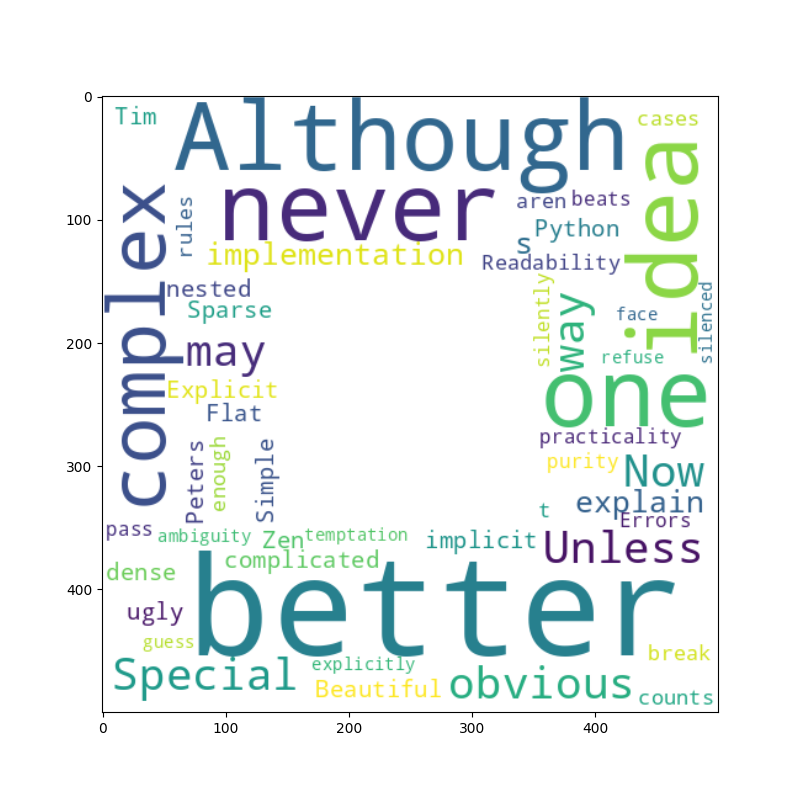 0
100
200
300
400
0
100
200
300
400
Tim
Although
cases
idea
never
complex
rules
aren
beats
Python
s
implementation
Readability
nested
Sparse
silently
way
face
silenced
may
refuse
Explicit
one
Flat
practicality
Peters
enough
Simple
purity
Now
explain
t
Errors
pass
ambiguity
Zen
temptation
implicit
Unless
complicated
dense
better
ugly
guess
break
Special
explicitly
Beautiful
obvious
counts